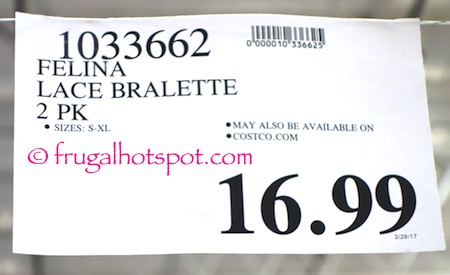 1033662
0000010336625
FELINA
LACE BRALETTE
2 PK
• SIZES: S-XL
• MAY ALSO BE AVAILABLE ON
COSTCO.COM
© frugalhotspot.com
16.99
3/29/17